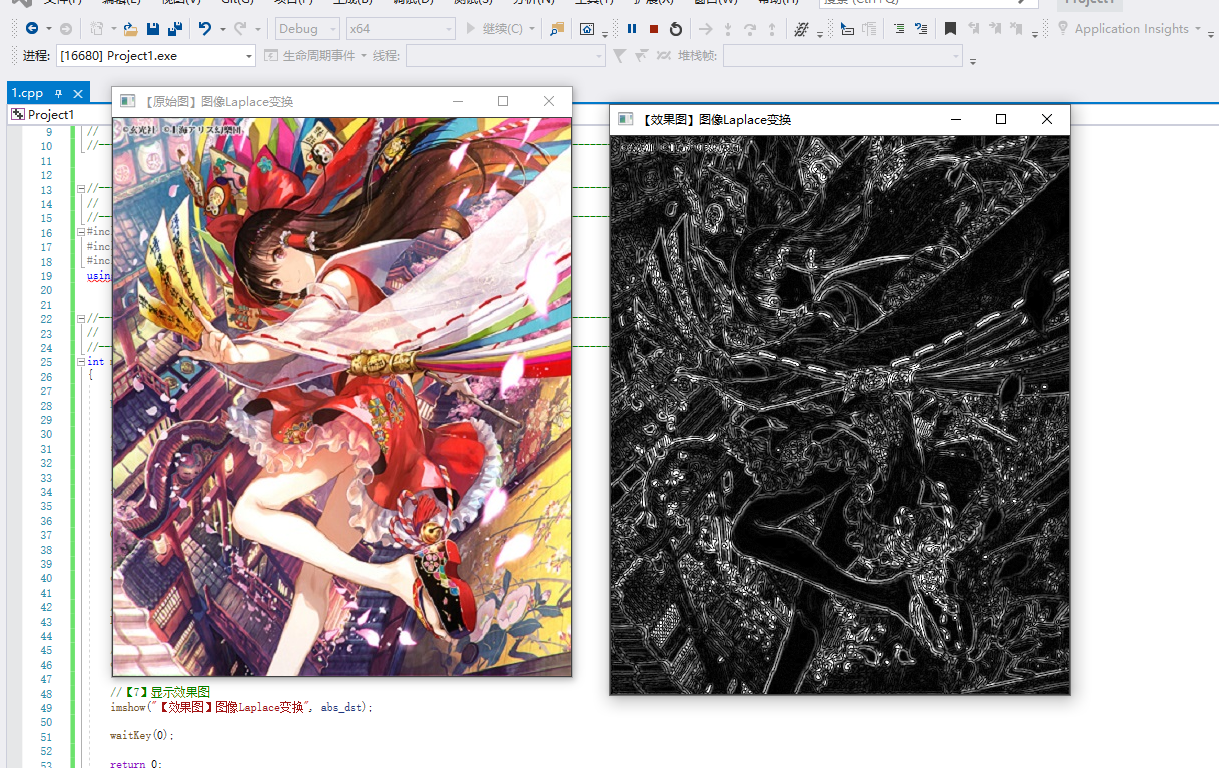 Debug
x64
继续(C)
Application Insights
进程:
[16680] Project1.exe
生命周期事件
线程:
堆栈帧:
1.cpp
Project1
【原始图】图像Laplace变换
【效果图】图像Laplace变换
©玄光社 ©上海アリス幻樂団
9 //
10 //
11
12
13 //
14 //
15 //
16 #inc
17 #inc
18 #inc
19 usin
20
21
22 //
23 //
24 //
25 int
26 {
27
28
29
30
31
32
33
34
35
36
37
38
39
40
41
42
43
44
45
46
47
48 //【7】显示效果图
49 imshow("【效果图】图像Laplace变换", abs_dst);
50
51 waitKey(0);
52
53 return 0;